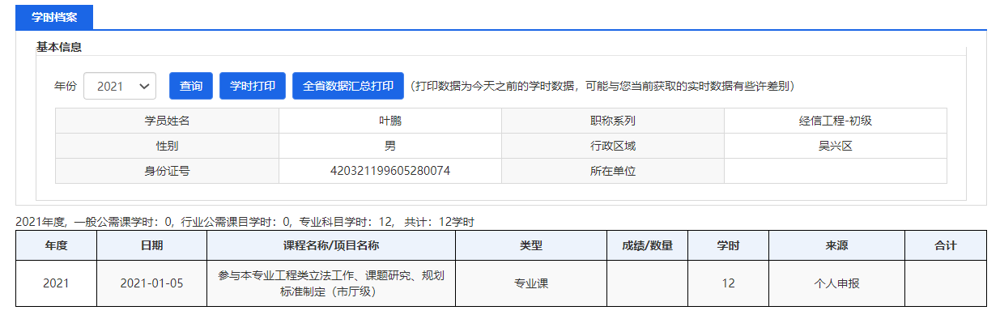 学时档案
基本信息
年份 2021 查询 学时打印 全省数据汇总打印 (打印数据为今天之前的学时数据，可能与您当前获取的实时数据有些许差别)
学员姓名 叶鹏 职称系列 经信工程-初级
性别 男 行政区域 吴兴区
身份证号 420321199605280074 所在单位
2021年度, 一般公需课学时：0, 行业公需课目学时：0, 专业科目学时：12, 共计：12学时
年度 日期 课程名称/项目名称 类型 成绩/数量 学时 来源 合计
2021 2021-01-05 参与本专业工程类立法工作、课题研究、规划 专业课 12 个人申报
标准制定（市厅级）